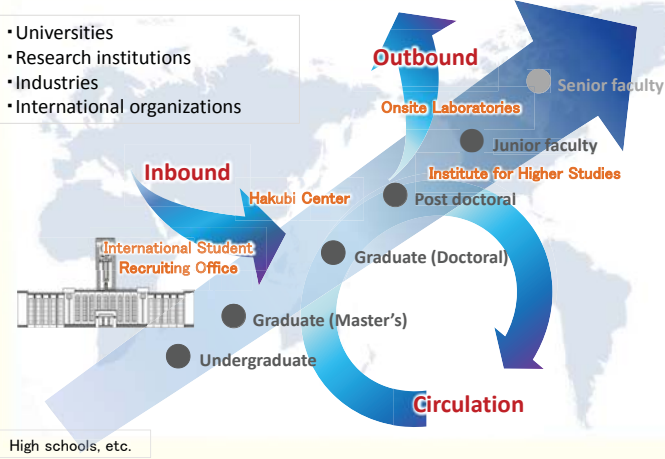 ・Universities
・Research institutions
・Industries
・International organizations
Outbound
Senior faculty
Onsite Laboratories
Junior faculty
Inbound
Institute for Higher Studies
Hakubi Center
Post doctoral
International Student
Recruiting Office
Graduate (Doctoral)
Graduate (Master's)
Undergraduate
Circulation
High schools, etc.